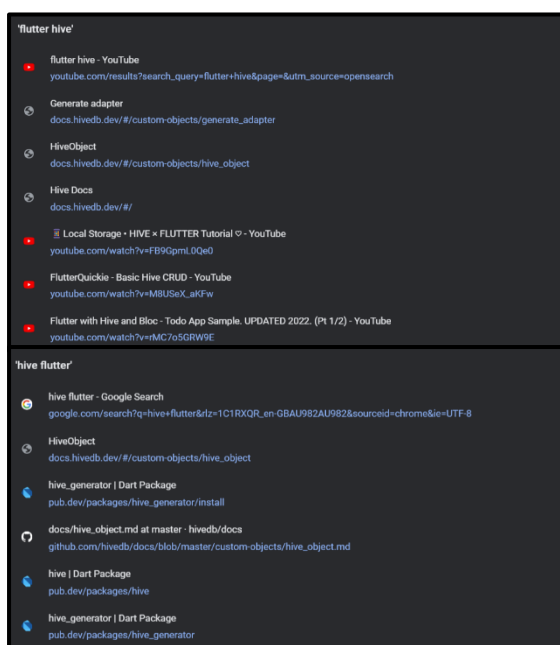 'flutter hive'
flutter hive - YouTube
youtube.com/results?search_query=flutter+hive&page=&utm_source=opensearch
Generate adapter
docs.hivedb.dev/#/custom-objects/generate_adapter
HiveObject
docs.hivedb.dev/#/custom-objects/hive_object
Hive Docs
docs.hivedb.dev/#/
Local Storage • HIVE × FLUTTER Tutorial ♡ - YouTube
youtube.com/watch?v=FB9GpmL0Qe0
FlutterQuickie - Basic Hive CRUD - YouTube
youtube.com/watch?v=M8USeX_aKFw
Flutter with Hive and Bloc - Todo App Sample. UPDATED 2022. (Pt 1/2) - YouTube
youtube.com/watch?v=rMC7o5GRW9E
'hive flutter'
hive flutter - Google Search
google.com/search?q=hive+flutter&rlz=1C1RXQR_en-GBAU982AU982&sourceid=chrome&ie=UTF-8
HiveObject
docs.hivedb.dev/#/custom-objects/hive_object
hive_generator | Dart Package
pub.dev/packages/hive_generator/install
docs/hive_object.md at master · hivedb/docs
github.com/hivedb/docs/blob/master/custom-objects/hive_object.md
hive | Dart Package
pub.dev/packages/hive
hive_generator | Dart Package
pub.dev/packages/hive_generator